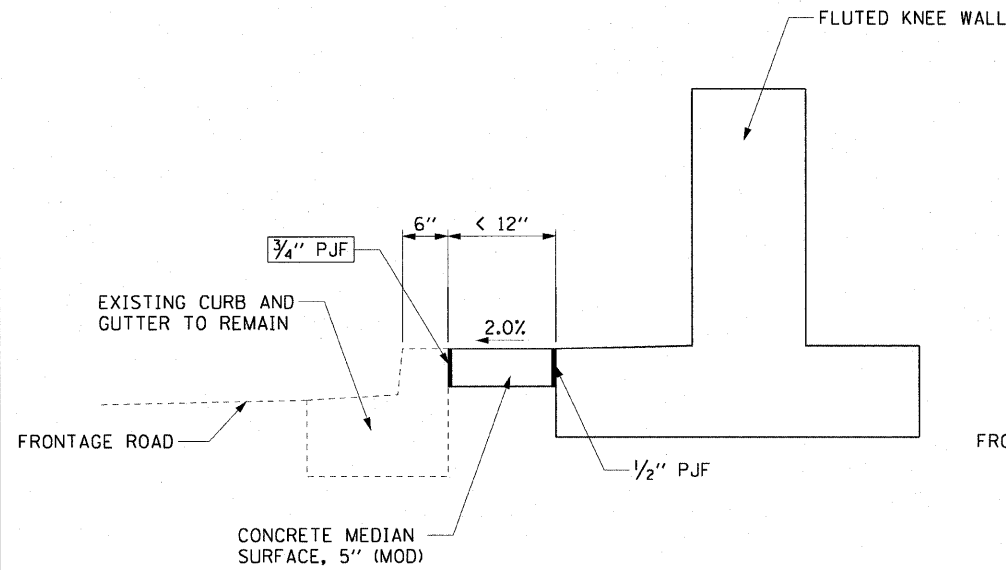 FLUTED KNEE WALL
6" < 12"
3/4" PJF
EXISTING CURB AND
GUTTER TO REMAIN
2.0%
FRONTAGE ROAD
FRO
1/2" PJF
CONCRETE MEDIAN
SURFACE, 5" (MOD)